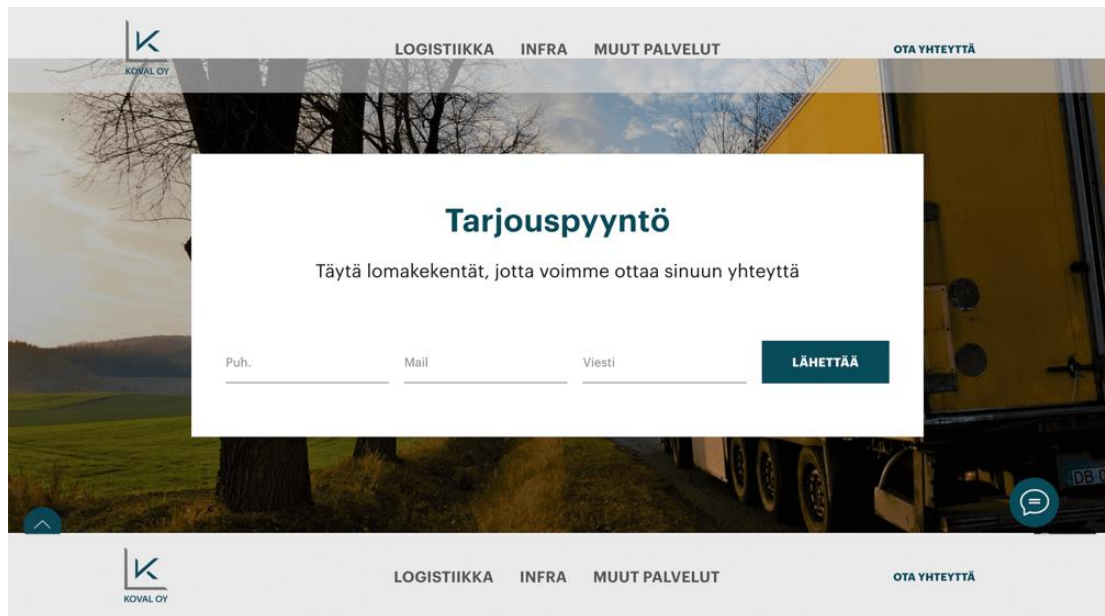 LOGISTIIKKA INFRA MUUT PALVELUT OTA YHTEYTTÄ
KOVAL OY
Tarjouspyyntö
Täytä lomakekentät, jotta voimme ottaa sinuun yhteyttä
Puh. Mail Viesti LÄHETTÄÄ
DB
LOGISTIIKKA INFRA MUUT PALVELUT OTA YHTEYTTÄ
KOVAL OY